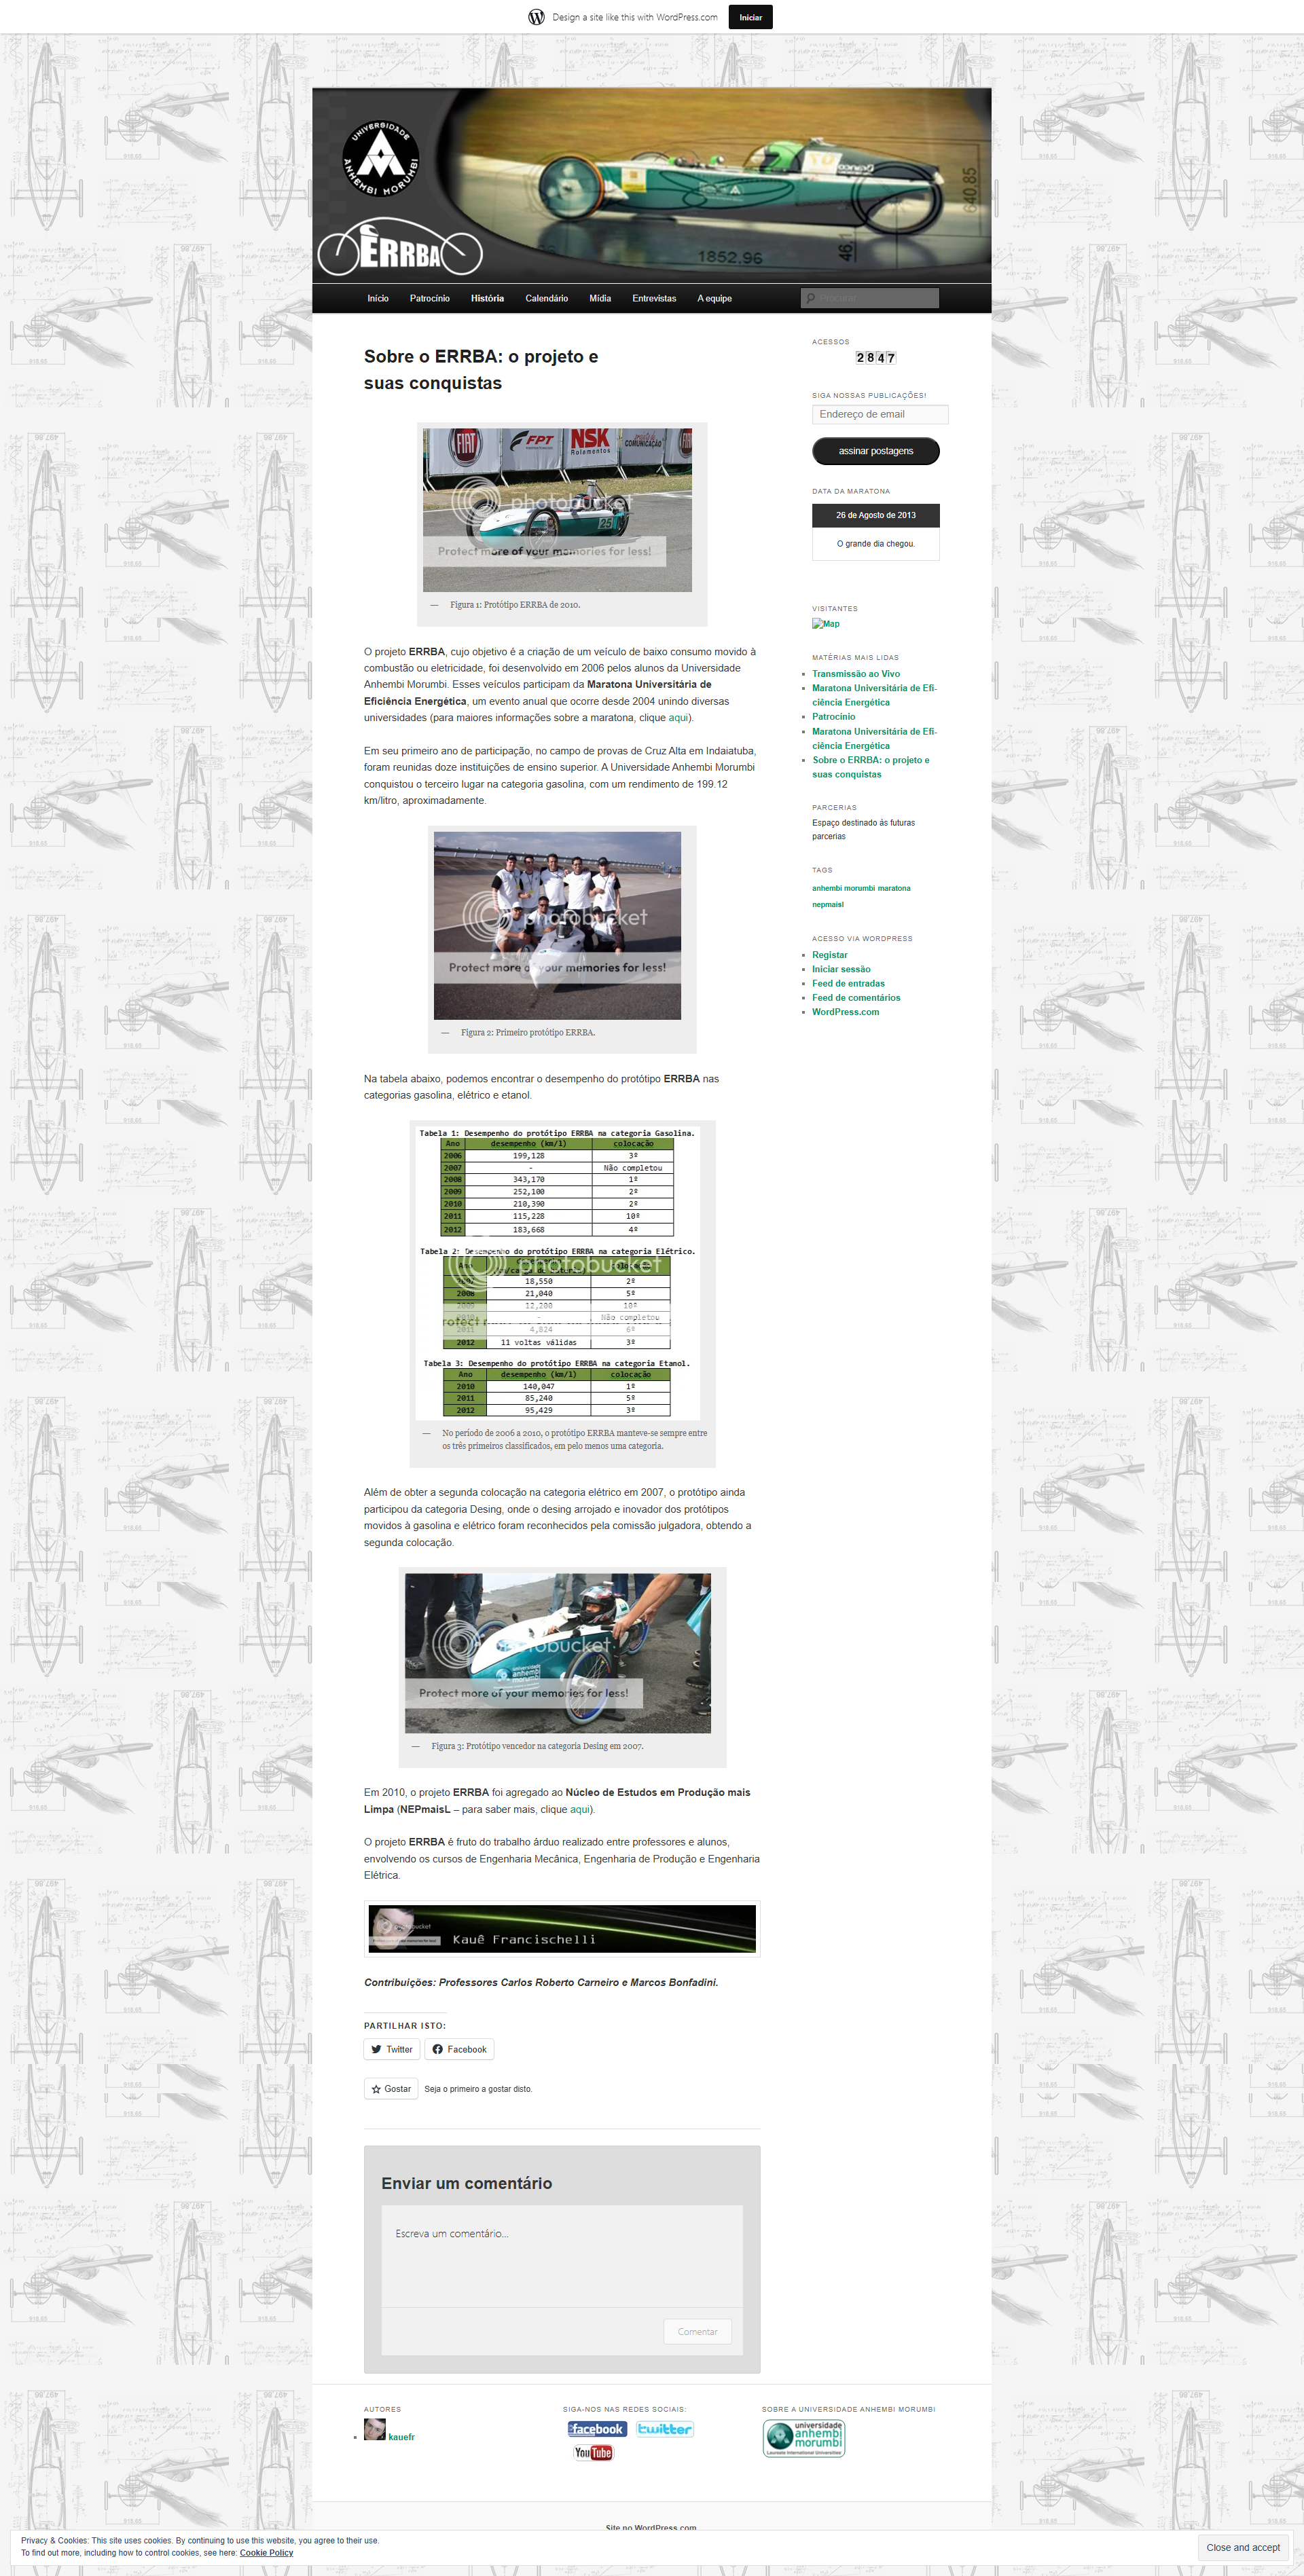 Design a site like this with WordPress.com
Iniciar
UNIVERSIDADE
ANHEMBI MORUMBI
ERRBA
1852.96
46.1
640.85
Início
Patrocínio
História
Calendário
Mídia
Entrevistas
A equipe
Procurar
Sobre o ERRBA: o projeto e
suas conquistas
FIAT
FPT
NSK
Rolamentos
COMUNICAÇÃO
25
photobucket
Protect more of your memories for less!
— Figura 1: Protótipo ERRBA de 2010.
O projeto ERRBA, cujo objetivo é a criação de um veículo de baixo consumo movido à
combustão ou eletricidade, foi desenvolvido em 2006 pelos alunos da Universidade
Anhembi Morumbi. Esses veículos participam da Maratona Universitária de
Eficiência Energética, um evento anual que ocorre desde 2004 unindo diversas
universidades (para maiores informações sobre a maratona, clique aqui).
Em seu primeiro ano de participação, no campo de provas de Cruz Alta em Indaiatuba,
foram reunidas doze instituições de ensino superior. A Universidade Anhembi Morumbi
conquistou o terceiro lugar na categoria gasolina, com um rendimento de 199.12
km/litro, aproximadamente.
photobucket
Protect more of your memories for less!
— Figura 2: Primeiro protótipo ERRBA.
Na tabela abaixo, podemos encontrar o desempenho do protótipo ERRBA nas
categorias gasolina, elétrico e etanol.
Tabela 1: Desempenho do protótipo ERRBA na categoria Gasolina.
Ano desempenho (km/l) colocação
2006 199,128 3º
2007 - Não completou
2008 343,170 1º
2009 252,100 2º
2010 210,390 2º
2011 115,228 10º
2012 183,668 4º
Tabela 2: Desempenho do protótipo ERRBA na categoria Elétrico.
Ano colocação
photobucket
2007 18,550 2º
2008 21,040 5º
2009 12,200 10º
2010 - Não completou
2011 4,824 6º
2012 11 voltas válidas 3º
Tabela 3: Desempenho do protótipo ERRBA na categoria Etanol.
Ano desempenho (km/l) colocação
2010 140,047 1º
2011 85,240 5º
2012 95,429 3º
— No período de 2006 a 2010, o protótipo ERRBA manteve-se sempre entre
os três primeiros classificados, em pelo menos uma categoria.
Além de obter a segunda colocação na categoria elétrico em 2007, o protótipo ainda
participou da categoria Desing, onde o desing arrojado e inovador dos protótipos
movidos à gasolina e elétrico foram reconhecidos pela comissão julgadora, obtendo a
segunda colocação.
photobucket
Protect more of your memories for less!
— Figura 3: Protótipo vencedor na categoria Desing em 2007.
Em 2010, o projeto ERRBA foi agregado ao Núcleo de Estudos em Produção mais
Limpa (NEPmaisL – para saber mais, clique aqui).
O projeto ERRBA é fruto do trabalho árduo realizado entre professores e alunos,
envolvendo os cursos de Engenharia Mecânica, Engenharia de Produção e Engenharia
Elétrica.
Kauê Francischelli
Contribuições: Professores Carlos Roberto Carneiro e Marcos Bonfadini.
PARTILHAR ISTO:
Twitter
Facebook
Gostar
Seja o primeiro a gostar disto.
Enviar um comentário
Escreva um comentário...
Comentar
ACESSOS
2847
SIGA NOSSAS PUBLICAÇÕES!
Endereço de email
assinar postagens
DATA DA MARATONA
26 de Agosto de 2013
O grande dia chegou.
VISITANTES
Map
MATÉRIAS MAIS LIDAS
Transmissão ao Vivo
Maratona Universitária de Efi-
ciência Energética
Patrocínio
Maratona Universitária de Efi-
ciência Energética
Sobre o ERRBA: o projeto e
suas conquistas
PARCERIAS
Espaço destinado às futuras
parcerias
TAGS
anhembi morumbi maratona
nepmaisl
ACESSO VIA WORDPRESS
Registar
Iniciar sessão
Feed de entradas
Feed de comentários
WordPress.com
AUTORES
kauefr
SIGA-NOS NAS REDES SOCIAIS:
facebook
twitter
YouTube
SOBRE A UNIVERSIDADE ANHEMBI MORUMBI
universidade
anhembi
morumbi
Laureate International Universities
Site no WordPress.com
Privacy & Cookies: This site uses cookies. By continuing to use this website, you agree to their use.
To find out more, including how to control cookies, see here: Cookie Policy
Close and accept